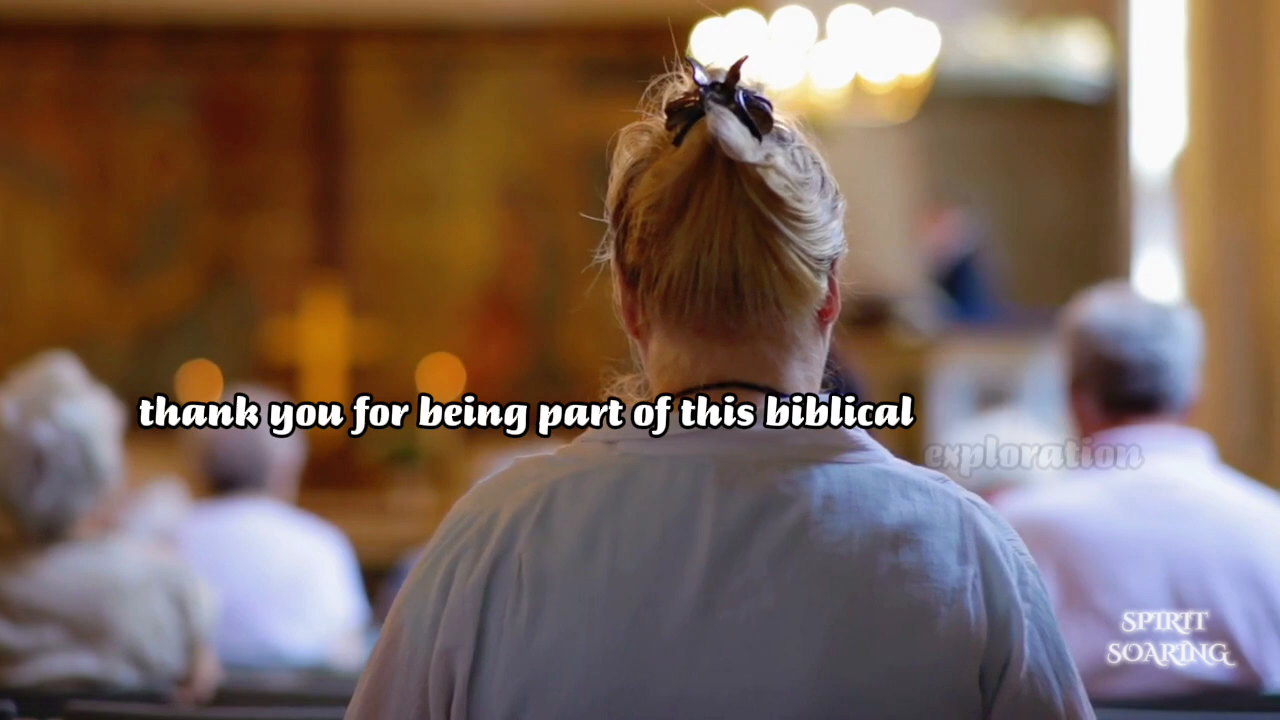 thank you for being part of this biblical
exploration
SPIRIT
SOARING